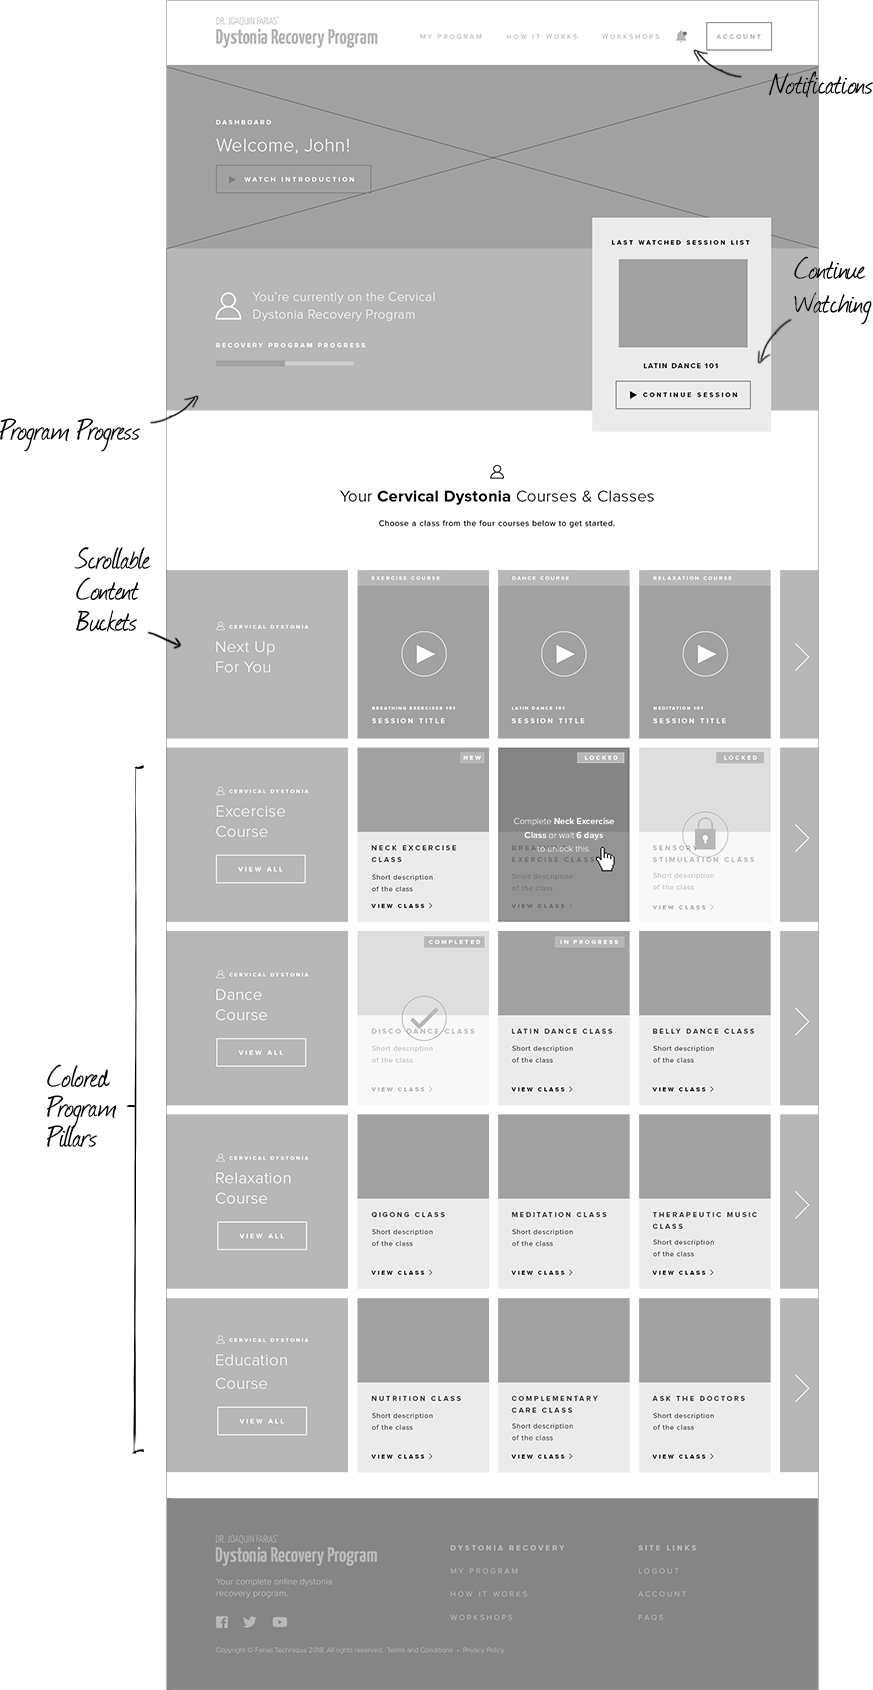 DR. JOAQUIN FARIAS'
Dystonia Recovery Program
MY PROGRAM
HOW IT WORKS
WORKSHOPS
ACCOUNT
Notifications
DASHBOARD
Welcome, John!
WATCH INTRODUCTION
LAST WATCHED SESSION LIST
LATIN DANCE 101
CONTINUE SESSION
Continue
Watching
You're currently on the Cervical
Dystonia Recovery Program
RECOVERY PROGRAM PROGRESS
Program Progress
Your Cervical Dystonia Courses & Classes
Choose a class from the four courses below to get started.
Scrollable
Content
Buckets
CERVICAL DYSTONIA
Next Up
For You
EXERCISE COURSE
BREATHING EXERCISES 101
SESSION TITLE
DANCE COURSE
LATIN DANCE 101
SESSION TITLE
RELAXATION COURSE
MEDITATION 101
SESSION TITLE
Colored
Program
Pillars
CERVICAL DYSTONIA
Excercise
Course
VIEW ALL
NEW
NECK EXCERCISE
CLASS
Short description
of the class
VIEW CLASS
LOCKED
Complete Neck Excercise
Class or wait 6 days
to unlock this.
EXERCISE CLASS
Short description
of the class
VIEW CLASS
LOCKED
SENSORY
STIMULATION CLASS
Short description
of the class
VIEW CLASS
CERVICAL DYSTONIA
Dance
Course
VIEW ALL
COMPLETED
DISCO DANCE CLASS
Short description
of the class
VIEW CLASS
IN PROGRESS
LATIN DANCE CLASS
Short description
of the class
VIEW CLASS
BELLY DANCE CLASS
Short description
of the class
VIEW CLASS
CERVICAL DYSTONIA
Relaxation
Course
VIEW ALL
QIGONG CLASS
Short description
of the class
VIEW CLASS
MEDITATION CLASS
Short description
of the class
VIEW CLASS
THERAPEUTIC MUSIC
CLASS
Short description
of the class
VIEW CLASS
CERVICAL DYSTONIA
Education
Course
VIEW ALL
NUTRITION CLASS
Short description
of the class
VIEW CLASS
COMPLEMENTARY
CARE CLASS
Short description
of the class
VIEW CLASS
ASK THE DOCTORS
Short description
of the class
VIEW CLASS
DR. JOAQUIN FARIAS'
Dystonia Recovery Program
Your complete online dystonia
recovery program.
DYSTONIA RECOVERY
MY PROGRAM
HOW IT WORKS
WORKSHOPS
SITE LINKS
LOGOUT
ACCOUNT
FAQS
Copyright © Farias Technique 2018. All rights reserved. Terms and Conditions • Privacy Policy